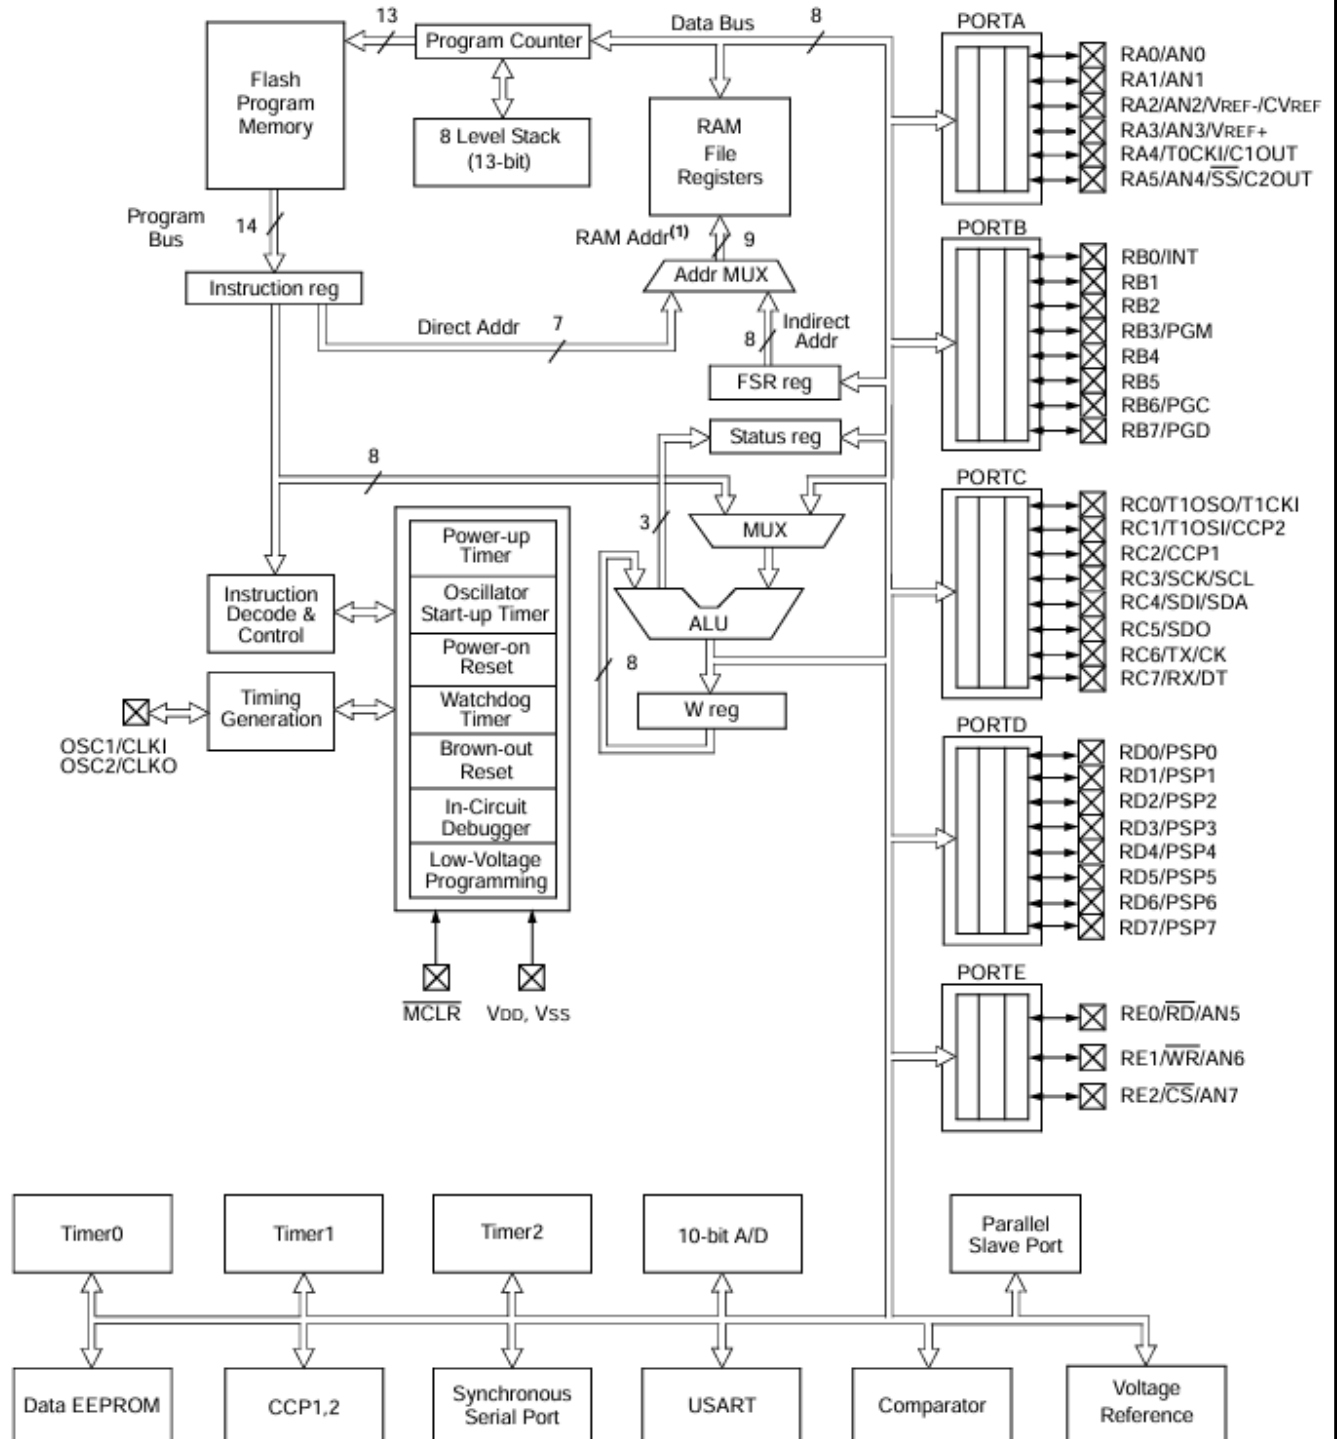 13
Program Counter
Data Bus
8
PORTA
Flash
Program
Memory
8 Level Stack
(13-bit)
RAM
File
Registers
RA0/AN0
RA1/AN1
RA2/AN2/VREF-/CVREF
RA3/AN3/VREF+
RA4/T0CKI/C1OUT
RA5/AN4/SS/C2OUT
Program
Bus
14
RAM Addr(1)
9
PORTB
Instruction reg
Addr MUX
Direct Addr
7
8
Indirect
Addr
FSR reg
RB0/INT
RB1
RB2
RB3/PGM
RB4
RB5
RB6/PGC
RB7/PGD
Status reg
8
3
MUX
PORTC
RC0/T1OSO/T1CKI
RC1/T1OSI/CCP2
RC2/CCP1
RC3/SCK/SCL
RC4/SDI/SDA
RC5/SDO
RC6/TX/CK
RC7/RX/DT
Instruction
Decode &
Control
Power-up
Timer
Oscillator
Start-up Timer
Power-on
Reset
Watchdog
Timer
Brown-out
Reset
In-Circuit
Debugger
Low-Voltage
Programming
ALU
8
W reg
Timing
Generation
OSC1/CLKI
OSC2/CLKO
PORTD
RD0/PSP0
RD1/PSP1
RD2/PSP2
RD3/PSP3
RD4/PSP4
RD5/PSP5
RD6/PSP6
RD7/PSP7
MCLR
VDD, VSS
PORTE
RE0/RD/AN5
RE1/WR/AN6
RE2/CS/AN7
Timer0
Timer1
Timer2
10-bit A/D
Parallel
Slave Port
Data EEPROM
CCP1,2
Synchronous
Serial Port
USART
Comparator
Voltage
Reference